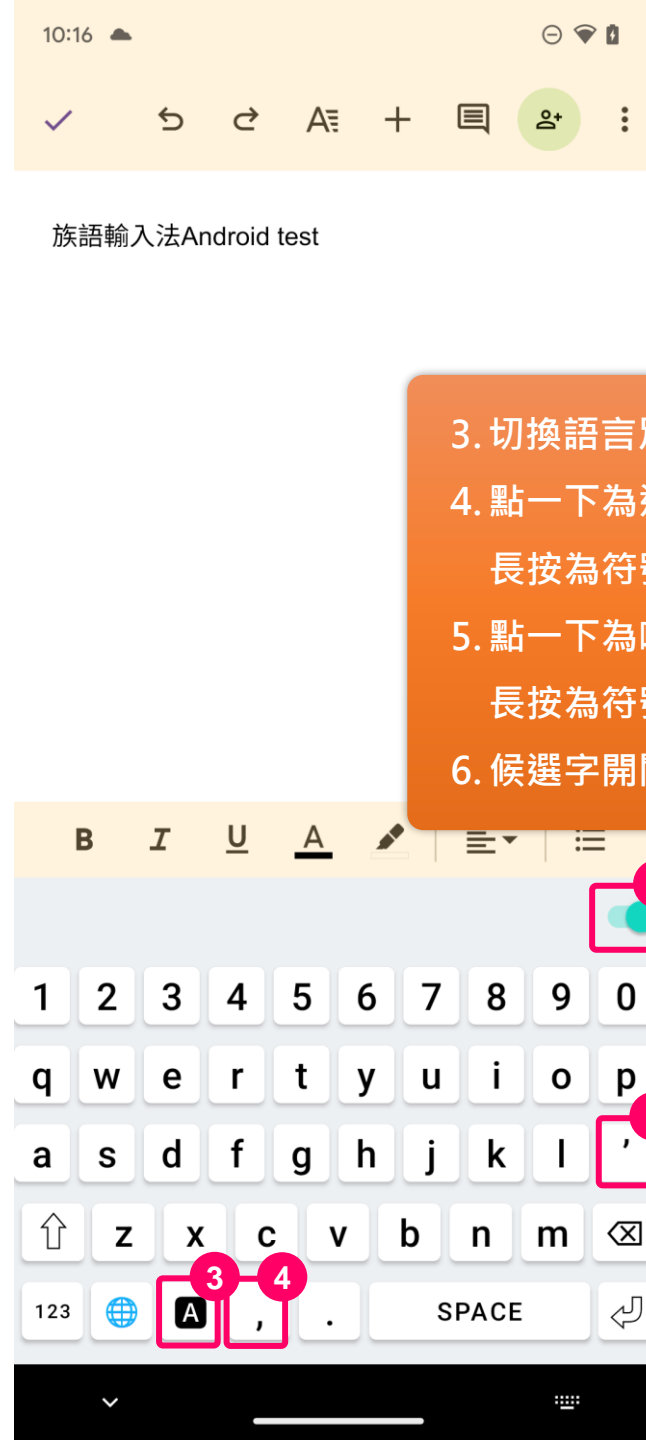 10:16
族語輸入法Android test
3.切換語言
4.點一下為
長按為符
5.點一下為
長按為符
6.候選字開
B I U A
1 2 3 4 5 6 7 8 9 0
q w e r t y u i o p
a s d f g h j k l ’
z x c v b n m
3 4
123 A , . SPACE